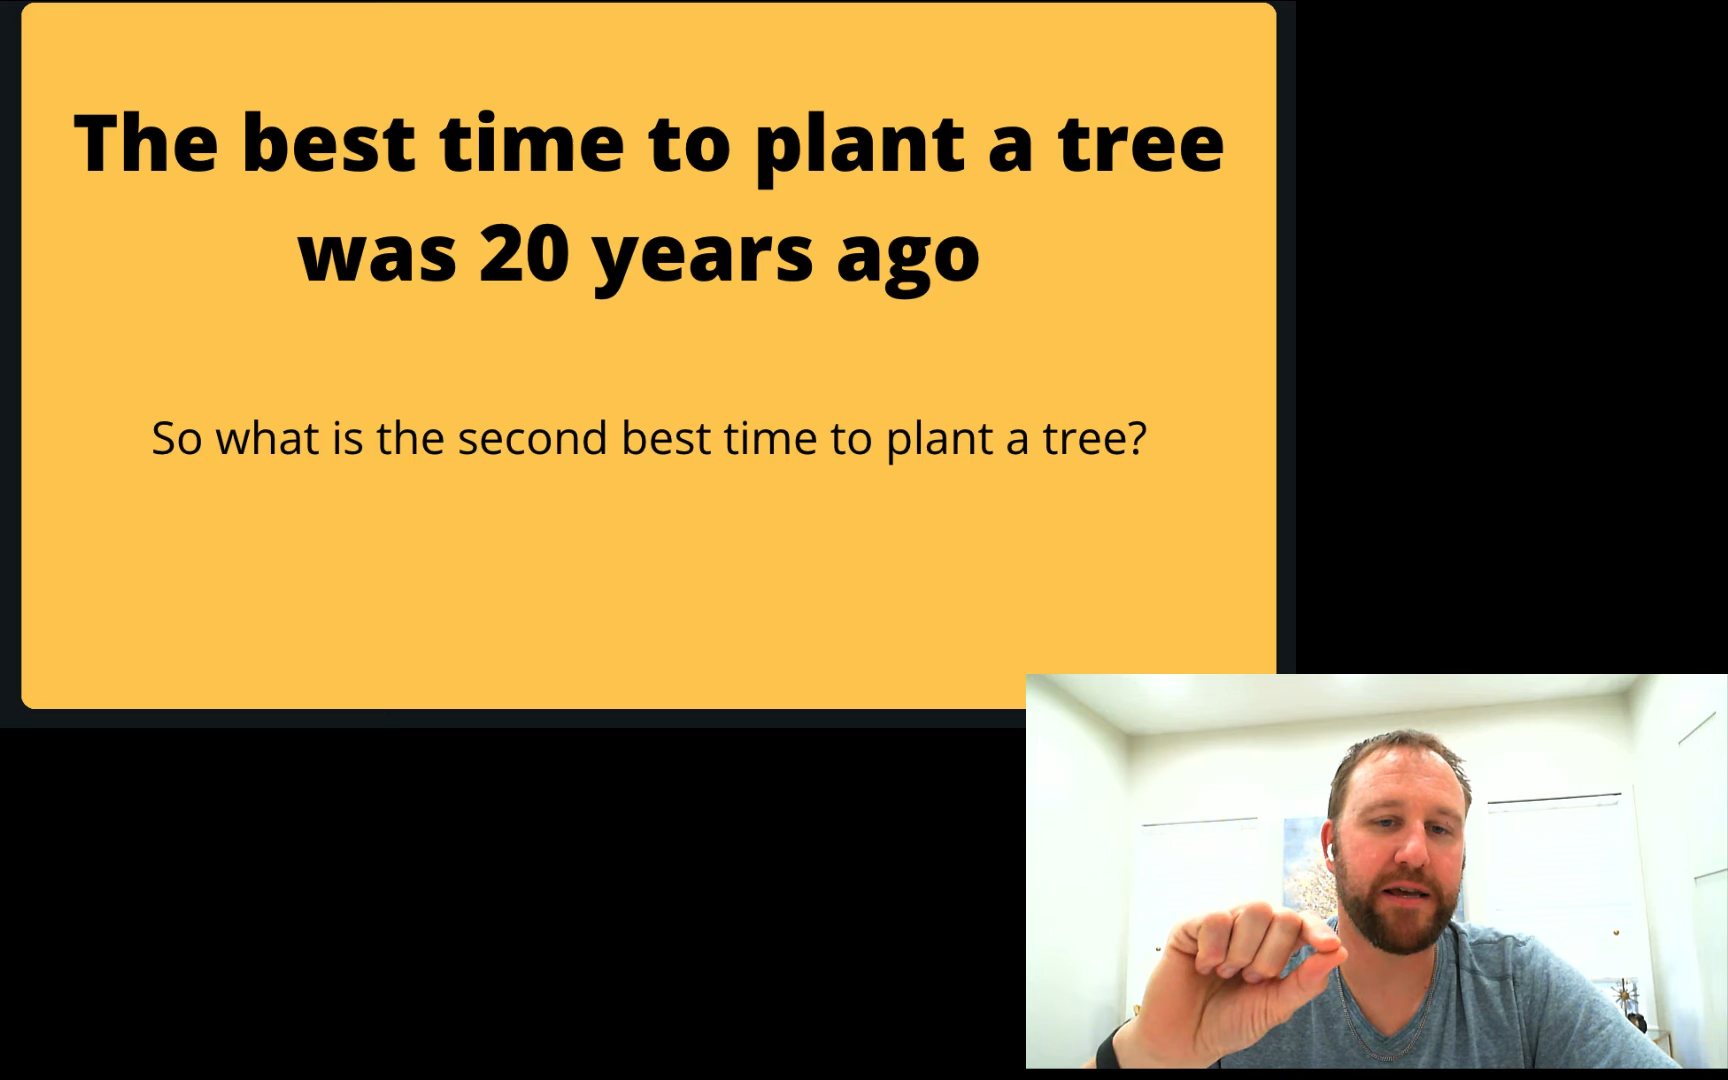 The best time to plant a tree
was 20 years ago
So what is the second best time to plant a tree?